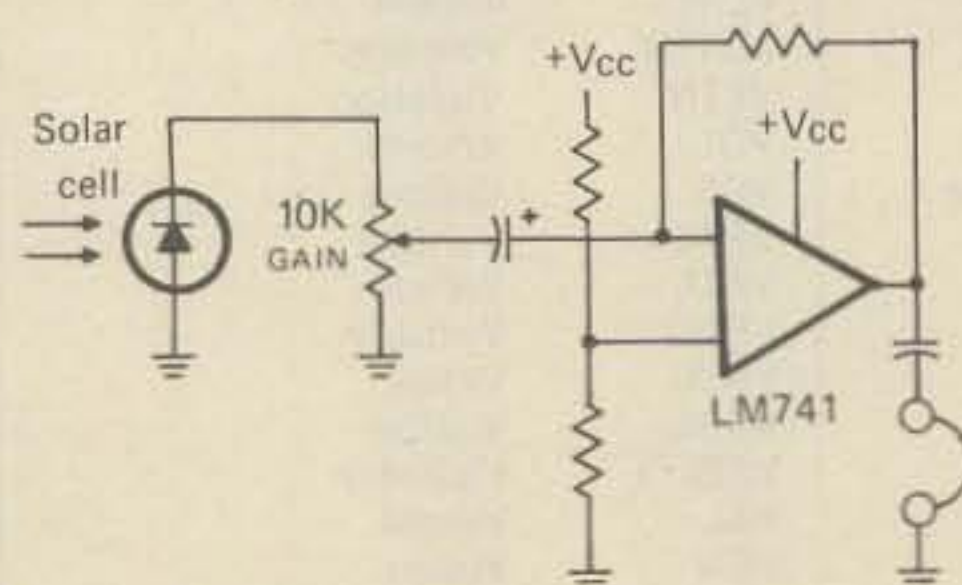 +Vcc
Solar
cell
+Vcc
10K
GAIN
+
LM741